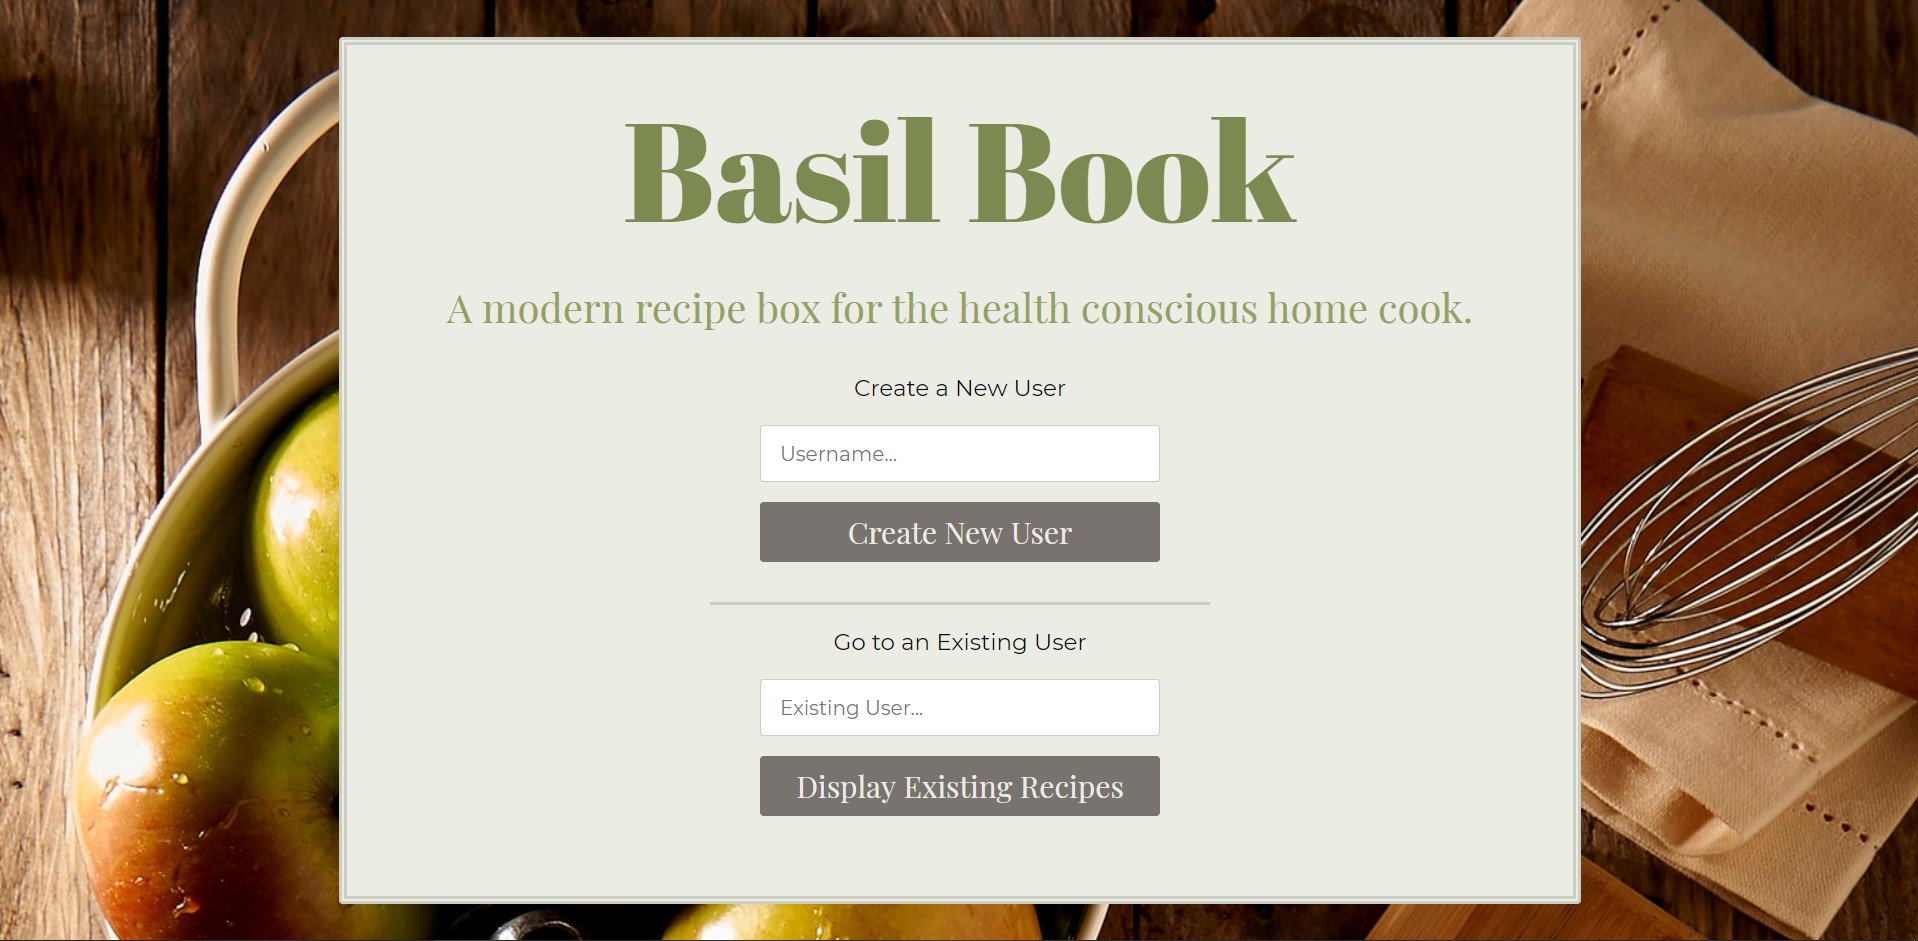 Basil Book
A modern recipe box for the health conscious home cook.
Create a New User
Username...
Create New User
Go to an Existing User
Existing User...
Display Existing Recipes